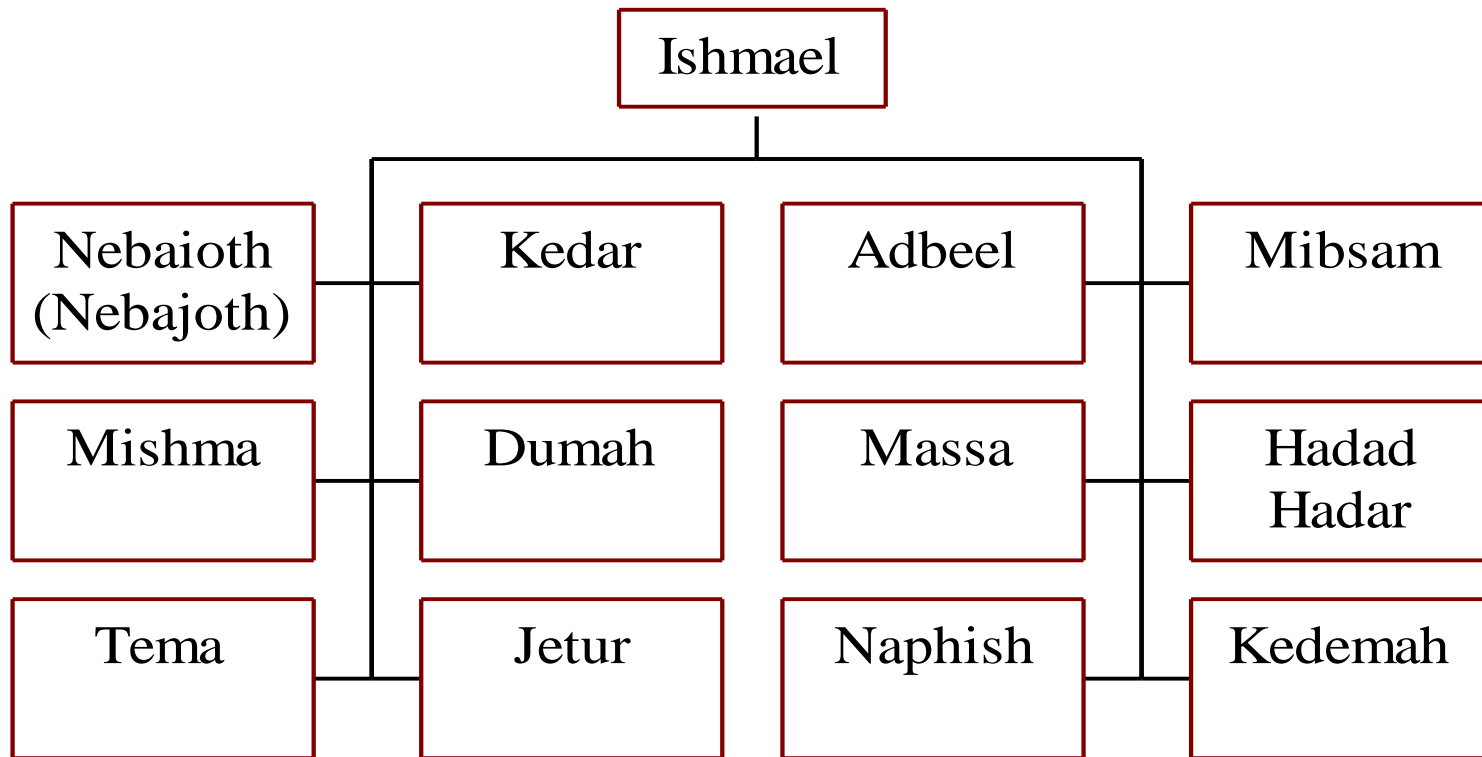 Ishmael
Nebaioth
(Nebajoth)
Kedar
Adbeel
Mibsam
Mishma
Dumah
Massa
Hadad
Hadar
Tema
Jetur
Naphish
Kedemah